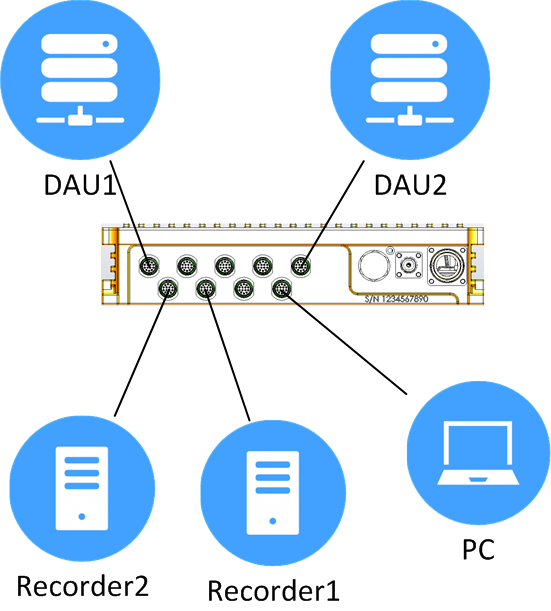 DAU1
DAU2
S/N 1234567890
PC
Recorder2
Recorder1